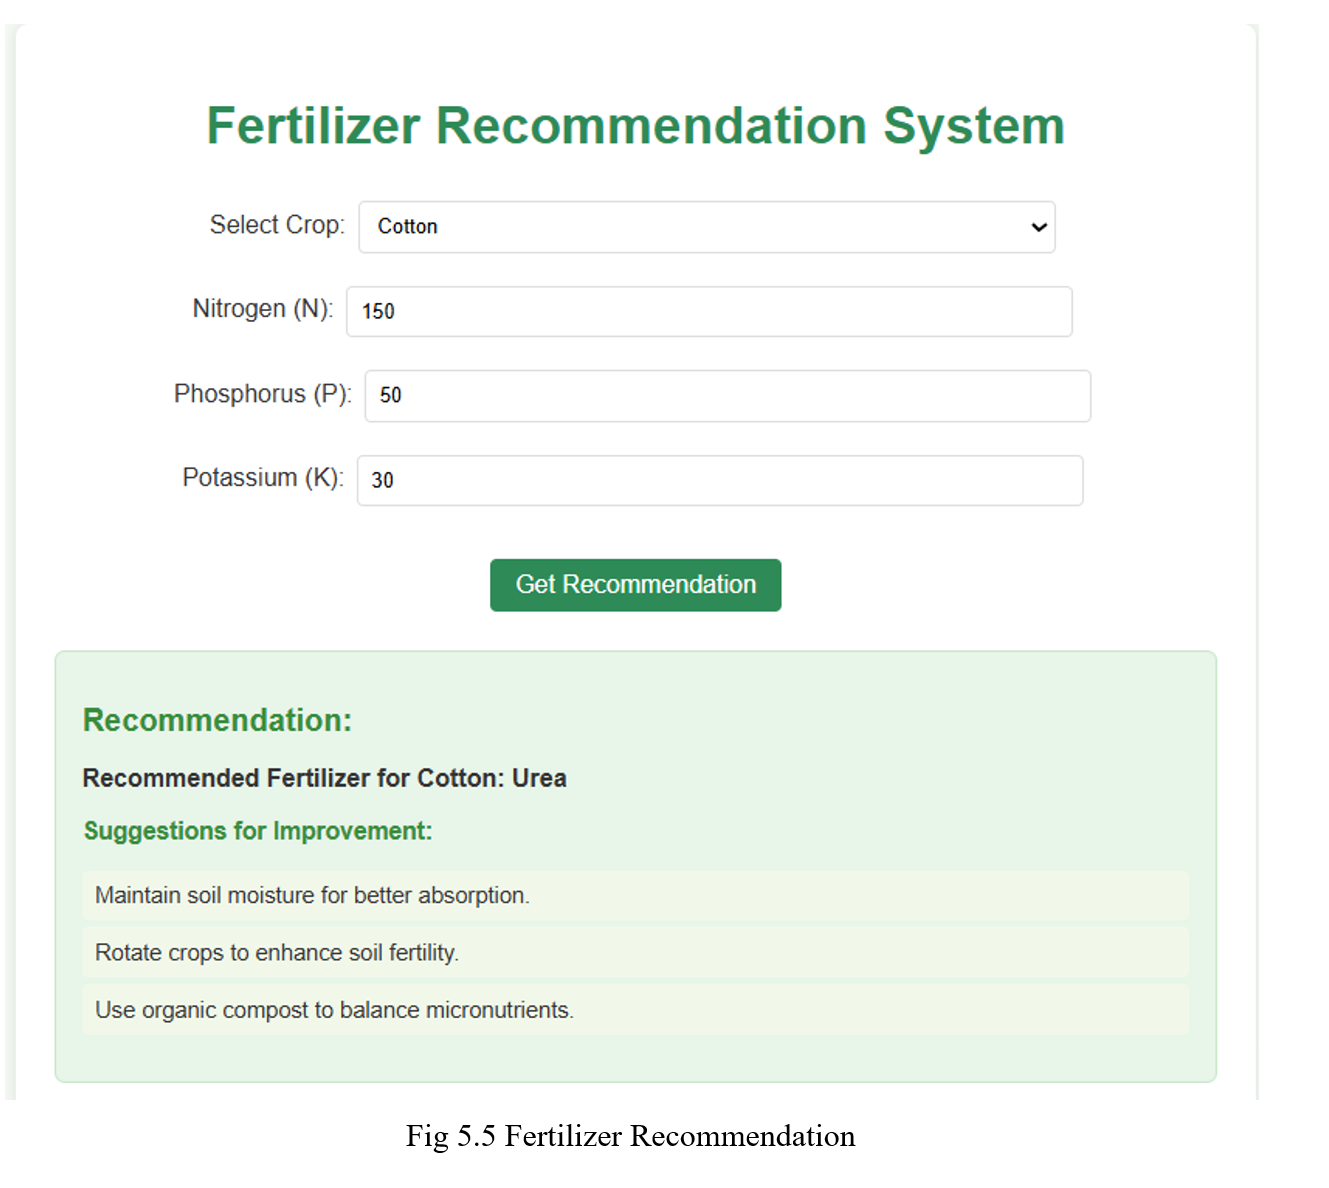 Fertilizer Recommendation System
Select Crop: Cotton
Nitrogen (N): 150
Phosphorus (P): 50
Potassium (K): 30
Get Recommendation
Recommendation:
Recommended Fertilizer for Cotton: Urea
Suggestions for Improvement:
Maintain soil moisture for better absorption.
Rotate crops to enhance soil fertility.
Use organic compost to balance micronutrients.
Fig 5.5 Fertilizer Recommendation